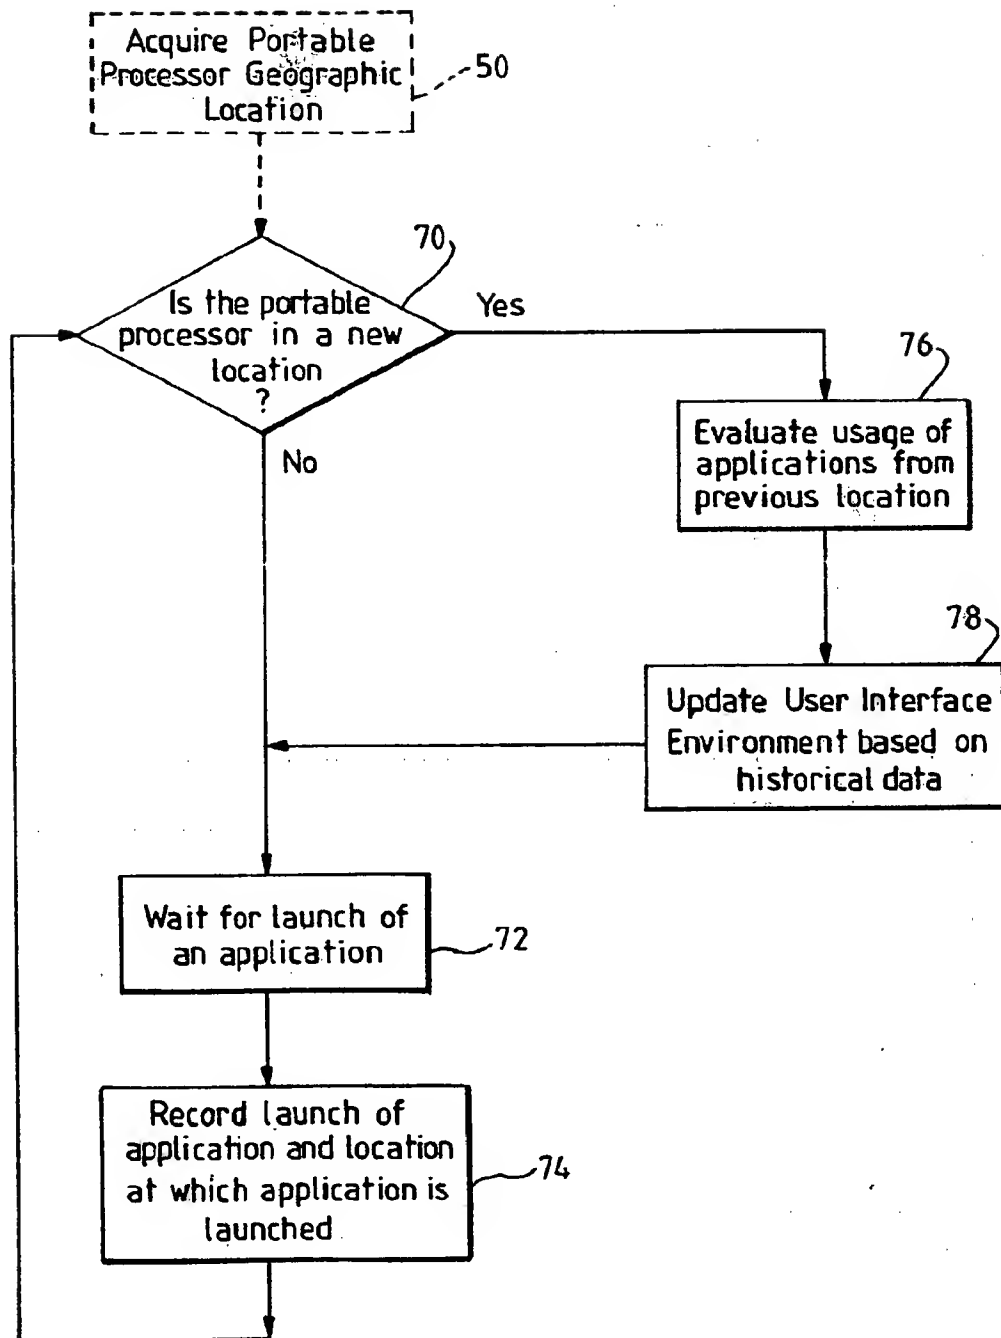 Acquire Portable
Processor Geographic
Location
50
70
Is the portable
processor in a new
location
?
Yes
No
76
Evaluate usage of
applications from
previous location
78
Update User Interface
Environment based on
historical data
Wait for launch of
an application
72
Record launch of
application and location
at which application is
launched
74